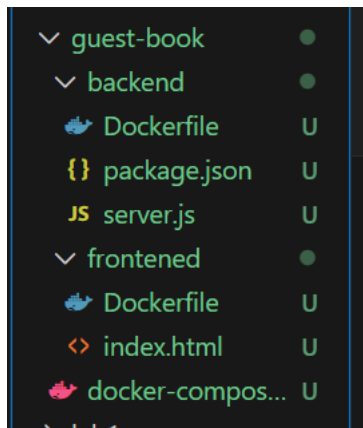 guest-book
backend
Dockerfile U
{} package.json U
JS server.js U
frontened
Dockerfile U
<> index.html U
docker-compos... U